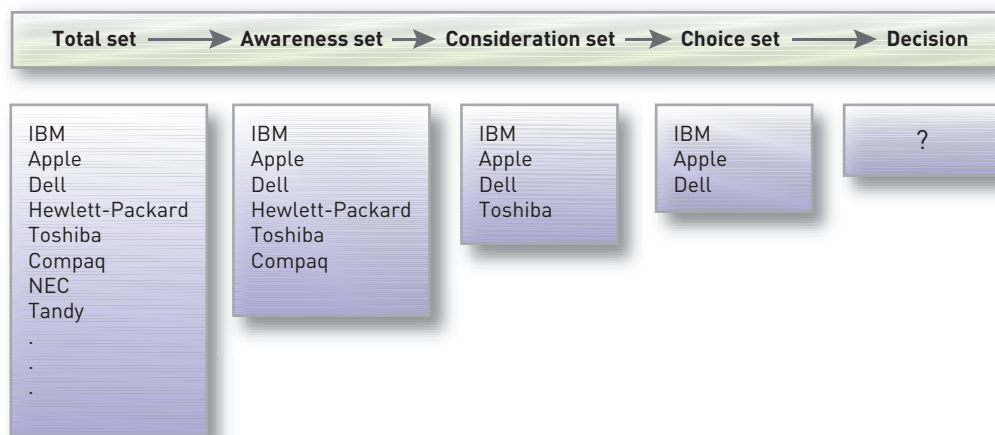 Total set Awareness set Consideration set Choice set Decision
IBM
Apple
Dell
Hewlett-Packard
Toshiba
Compaq
NEC
Tandy
.
.
.
IBM
Apple
Dell
Hewlett-Packard
Toshiba
Compaq
IBM
Apple
Dell
Toshiba
IBM
Apple
Dell
?